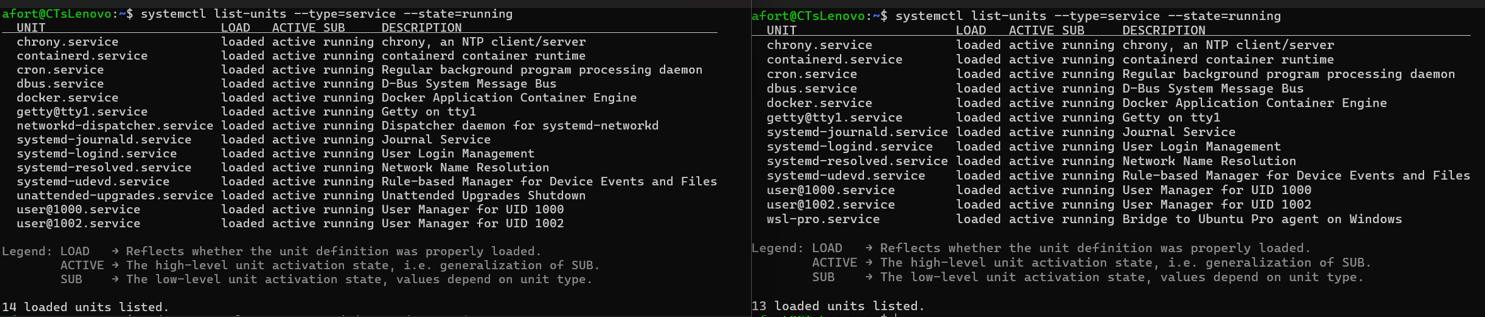 afort@CTsLenovo:~$ systemctl list-units --type=service --state=running
UNIT LOAD ACTIVE SUB DESCRIPTION
chrony.service loaded active running chrony, an NTP client/server
containerd.service loaded active running containerd container runtime
cron.service loaded active running Regular background program processing daemon
dbus.service loaded active running D-Bus System Message Bus
docker.service loaded active running Docker Application Container Engine
getty@tty1.service loaded active running Getty on tty1
networkd-dispatcher.service loaded active running Dispatcher daemon for systemd-networkd
systemd-journald.service loaded active running Journal Service
systemd-logind.service loaded active running User Login Management
systemd-resolved.service loaded active running Network Name Resolution
systemd-udevd.service loaded active running Rule-based Manager for Device Events and Files
unattended-upgrades.service loaded active running Unattended Upgrades Shutdown
user@1000.service loaded active running User Manager for UID 1000
user@1002.service loaded active running User Manager for UID 1002
Legend: LOAD → Reflects whether the unit definition was properly loaded.
ACTIVE → The high-level unit activation state, i.e. generalization of SUB.
SUB → The low-level unit activation state, values depend on unit type.
14 loaded units listed.
afort@CTsLenovo:~$ systemctl list-units --type=service --state=running
UNIT LOAD ACTIVE SUB DESCRIPTION
chrony.service loaded active running chrony, an NTP client/server
containerd.service loaded active running containerd container runtime
cron.service loaded active running Regular background program processing daemon
dbus.service loaded active running D-Bus System Message Bus
docker.service loaded active running Docker Application Container Engine
getty@tty1.service loaded active running Getty on tty1
systemd-journald.service loaded active running Journal Service
systemd-logind.service loaded active running User Login Management
systemd-resolved.service loaded active running Network Name Resolution
systemd-udevd.service loaded active running Rule-based Manager for Device Events and Files
user@1000.service loaded active running User Manager for UID 1000
user@1002.service loaded active running User Manager for UID 1002
wsl-pro.service loaded active running Bridge to Ubuntu Pro agent on Windows
Legend: LOAD → Reflects whether the unit definition was properly loaded.
ACTIVE → The high-level unit activation state, i.e. generalization of SUB.
SUB → The low-level unit activation state, values depend on unit type.
13 loaded units listed.